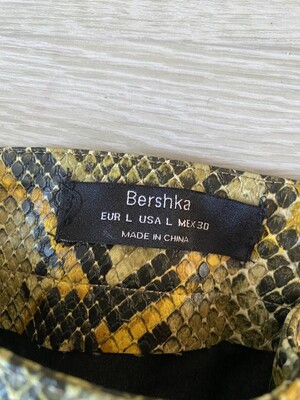 Bershka
EUR L USA L MEX 30
MADE IN CHINA